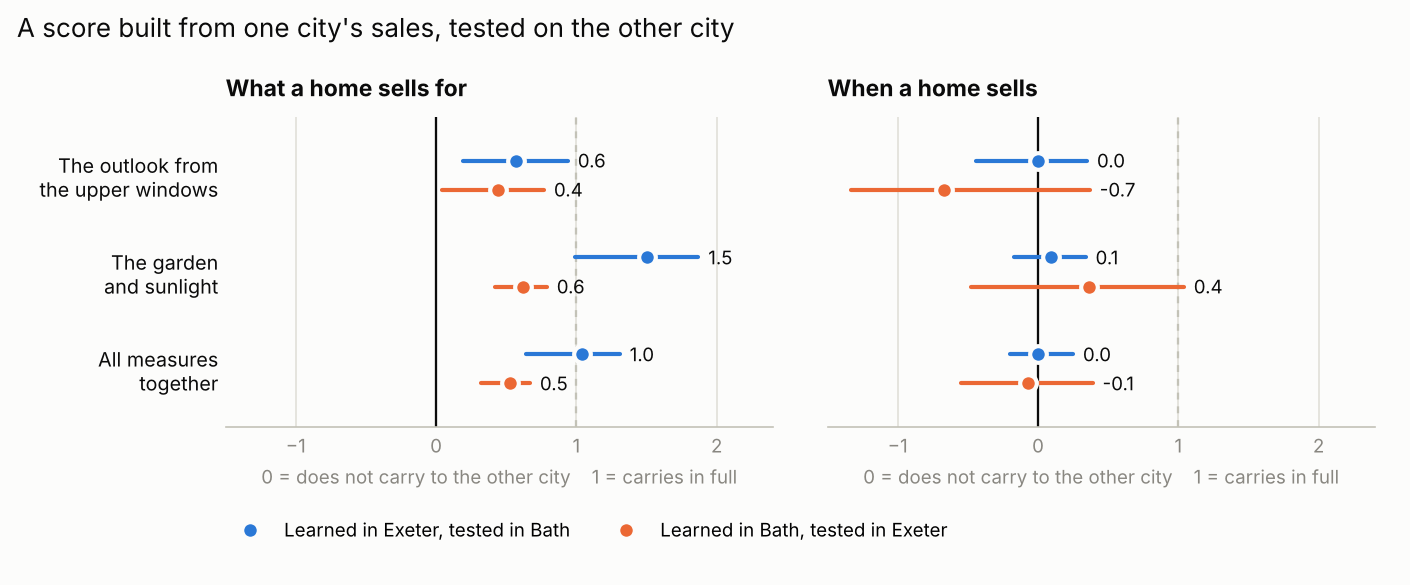 A score built from one city's sales, tested on the other city
What a home sells for
When a home sells
The outlook from
the upper windows
0.6
0.4
0.0
-0.7
The garden
and sunlight
1.5
0.6
0.1
0.4
All measures
together
1.0
0.5
0.0
-0.1
−1 0 1 2
−1 0 1 2
0 = does not carry to the other city 1 = carries in full
0 = does not carry to the other city 1 = carries in full
Learned in Exeter, tested in Bath
Learned in Bath, tested in Exeter